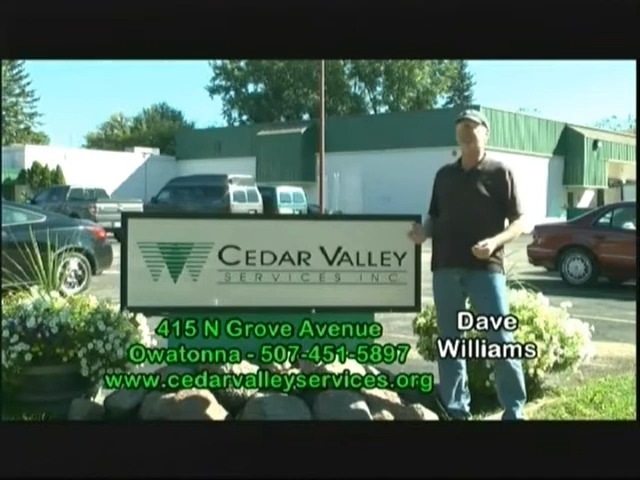 CEDAR VALLEY
SERVICES INC
415 N Grove Avenue
Owatonna - 507-451-5897
www.cedarvalleyservices.org
Dave
Williams